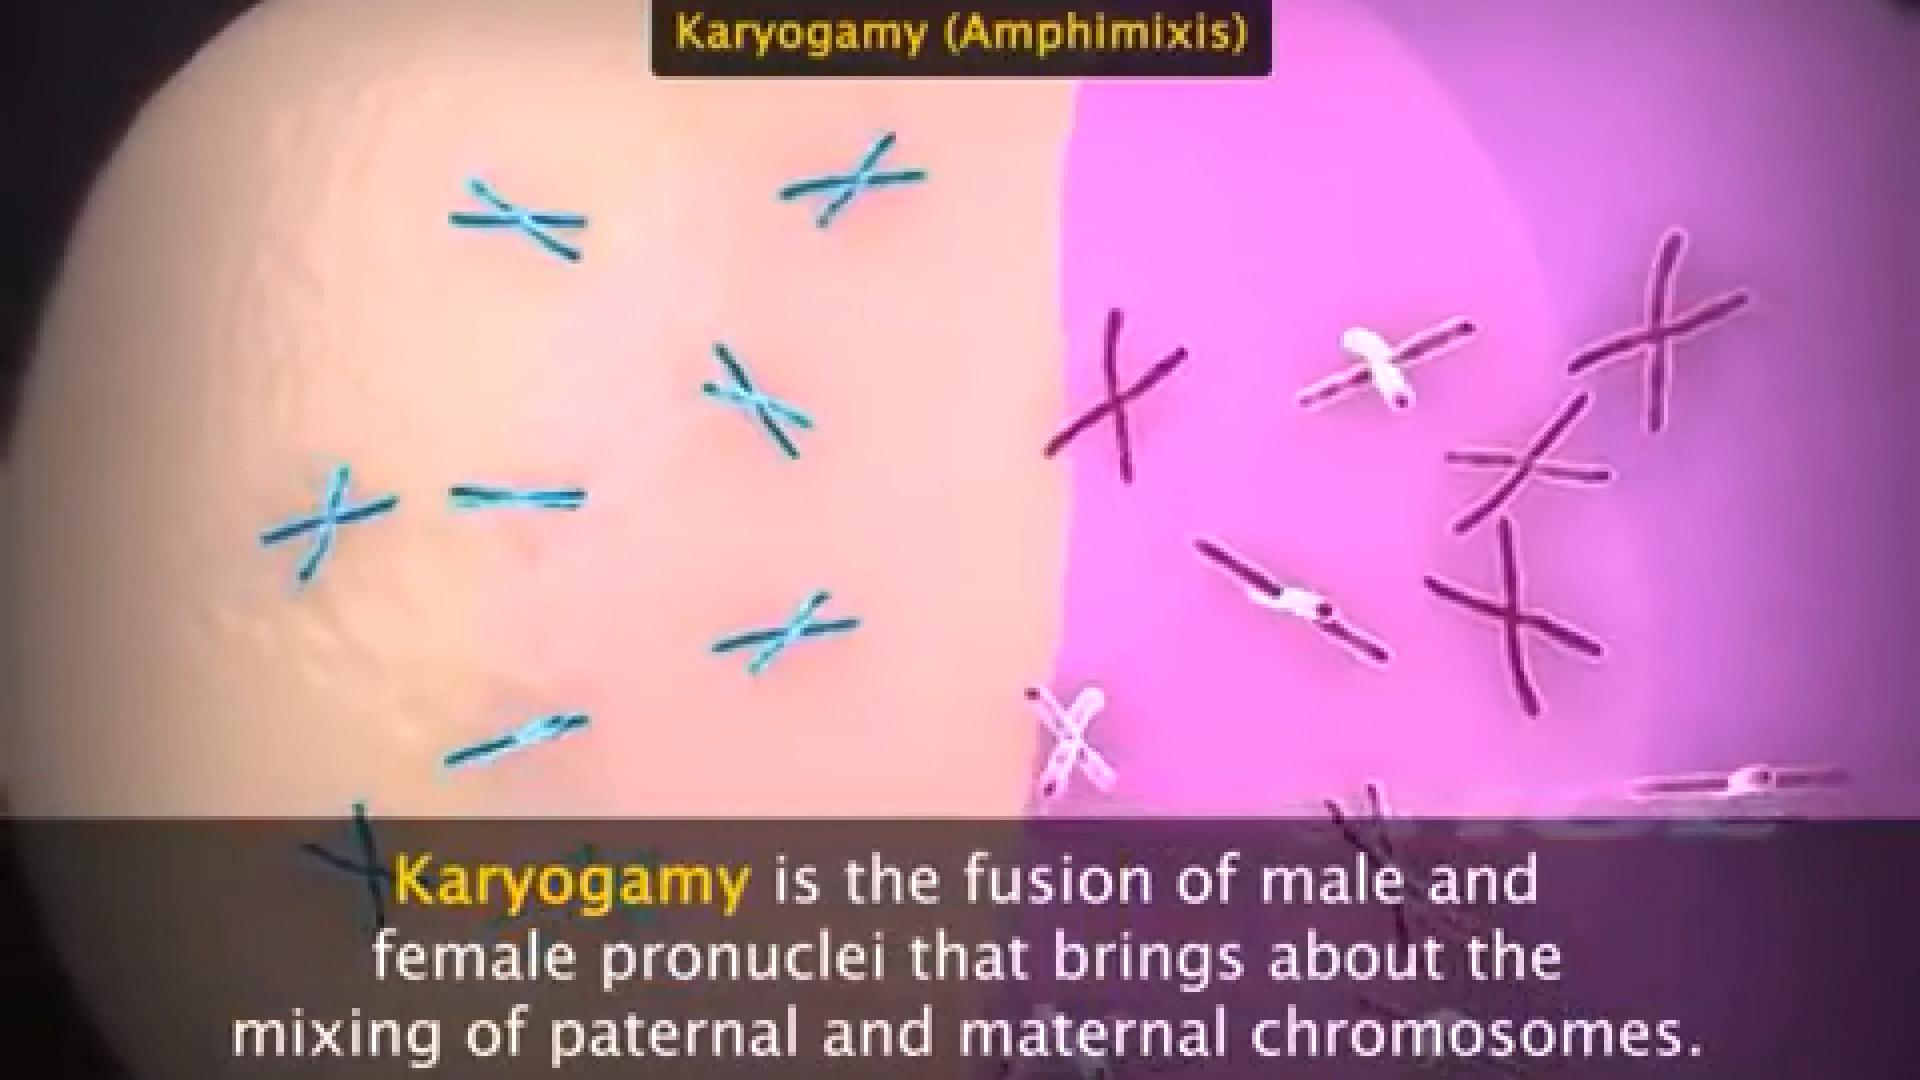 Karyogamy (Amphimixis)
Karyogamy is the fusion of male and
female pronuclei that brings about the
mixing of paternal and maternal chromosomes.